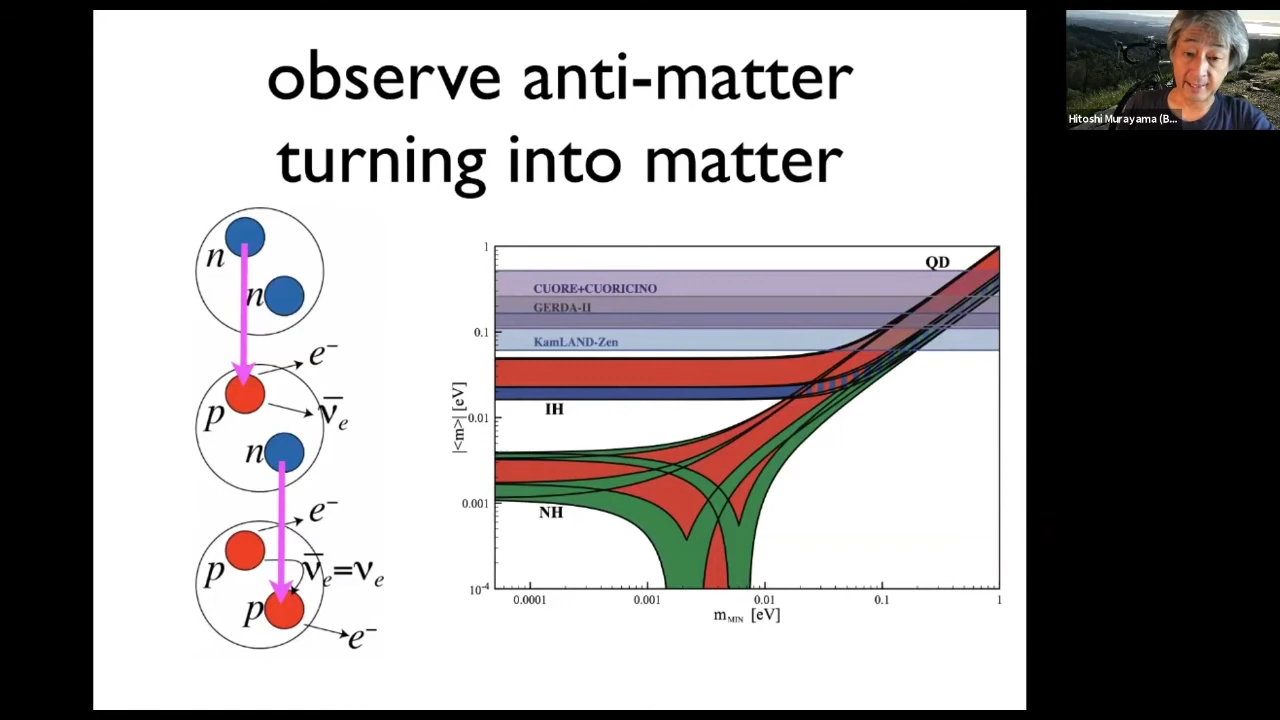 observe anti-matter
turning into matter
Hitoshi Murayama (B...
n
n
e⁻
p
ν̅e
n
e⁻
p
ν̅e=νe
p
e⁻
1
0.1
0.01
0.001
10⁻⁴
|<m>| [eV]
QD
CUORE+CUORICINO
GERDA-II
KamLAND-Zen
IH
NH
0.0001
0.001
0.01
0.1
1
mMIN [eV]